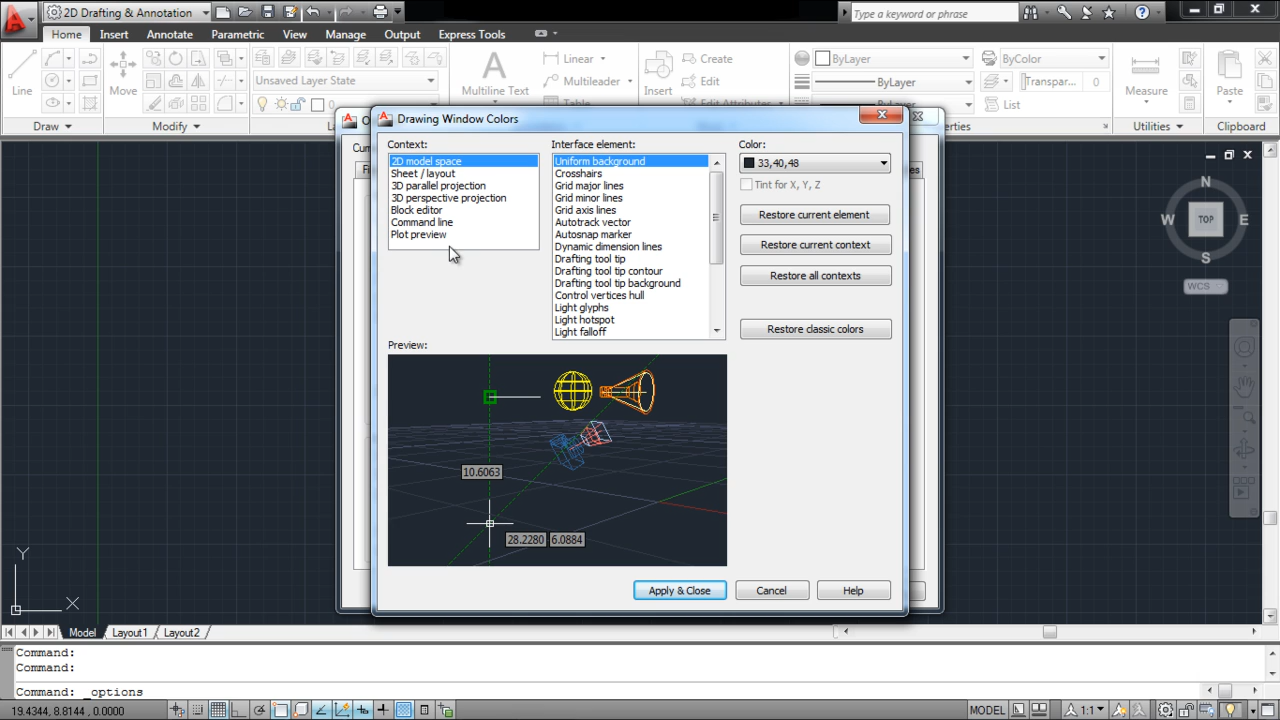 2D Drafting & Annotation
Type a keyword or phrase
Home Insert Annotate Parametric View Manage Output Express Tools
Line
Move
Unsaved Layer State
0
Multiline Text
Linear
Multileader
Table
Insert
Create
Edit
Edit Attributes
ByLayer
ByLayer
ByLayer
ByColor
Transpar... 0
List
Measure
Paste
Draw
Modify
erties
Utilities
Clipboard
Drawing Window Colors
Context:
2D model space
Sheet / layout
3D parallel projection
3D perspective projection
Block editor
Command line
Plot preview
Interface element:
Uniform background
Crosshairs
Grid major lines
Grid minor lines
Grid axis lines
Autotrack vector
Autosnap marker
Dynamic dimension lines
Drafting tool tip
Drafting tool tip contour
Drafting tool tip background
Control vertices hull
Light glyphs
Light hotspot
Light falloff
Color:
33,40,48
Tint for X, Y, Z
Restore current element
Restore current context
Restore all contexts
Restore classic colors
Preview:
10.6063
28.2280 6.0884
Apply & Close
Cancel
Help
N
W TOP E
S
WCS
Y
X
Model Layout1 Layout2
Command:
Command:
Command: _options
19.4344, 8.8144 , 0.0000
MODEL
1:1